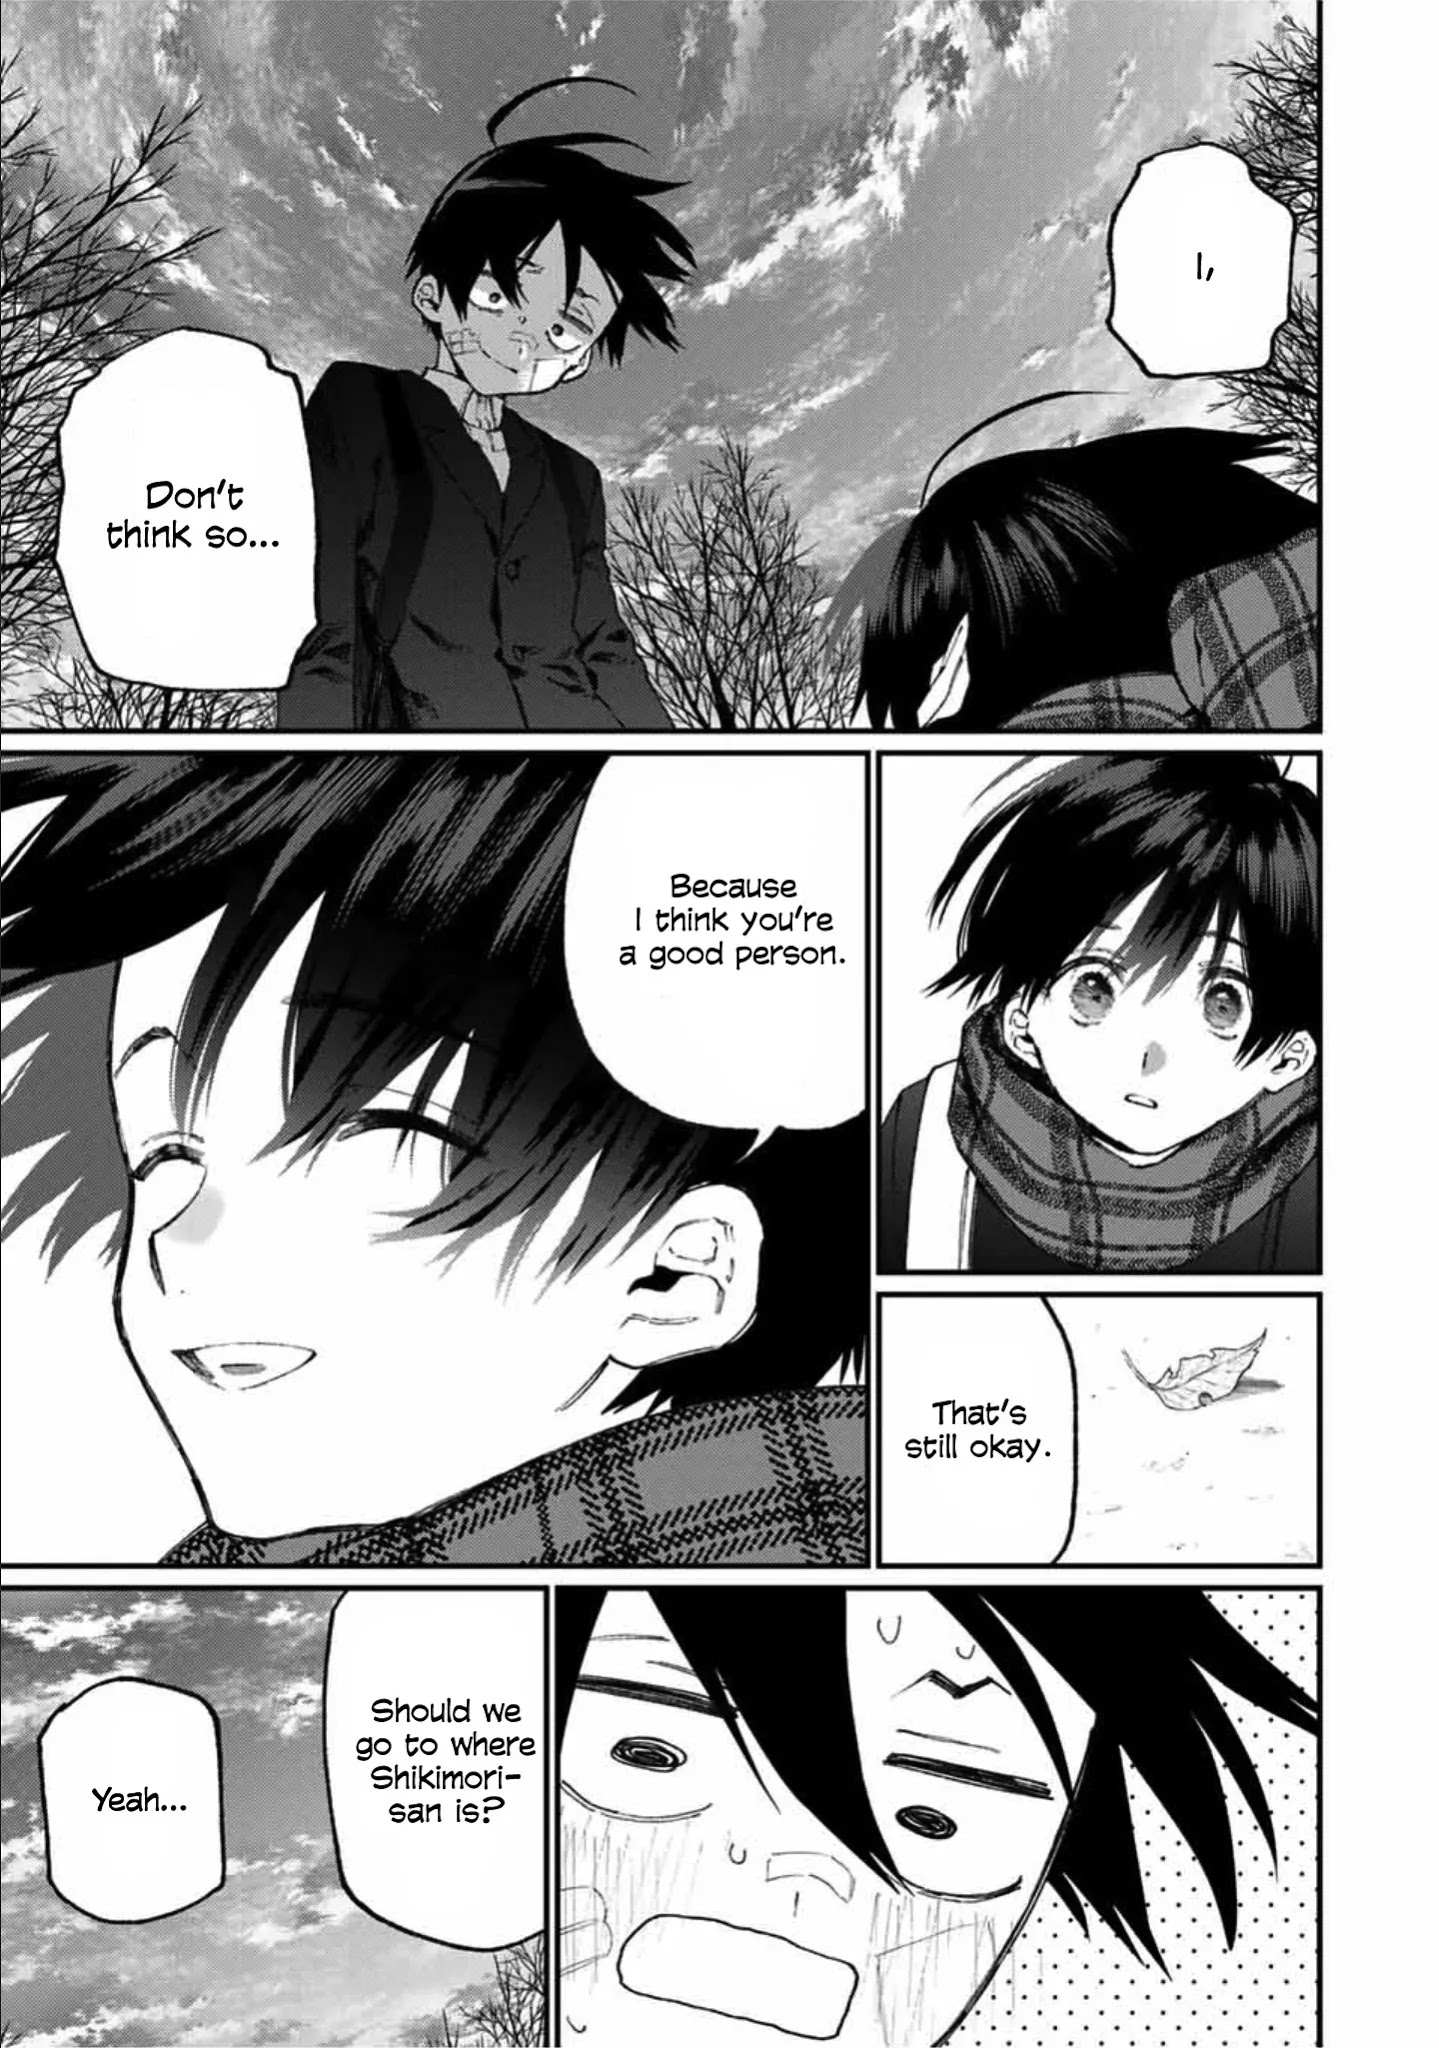 I,
Don't
think so...
That's
still okay.
Because
I think you're
a good person.
Should we
go to where
Shikimori-
san is?
Yeah...